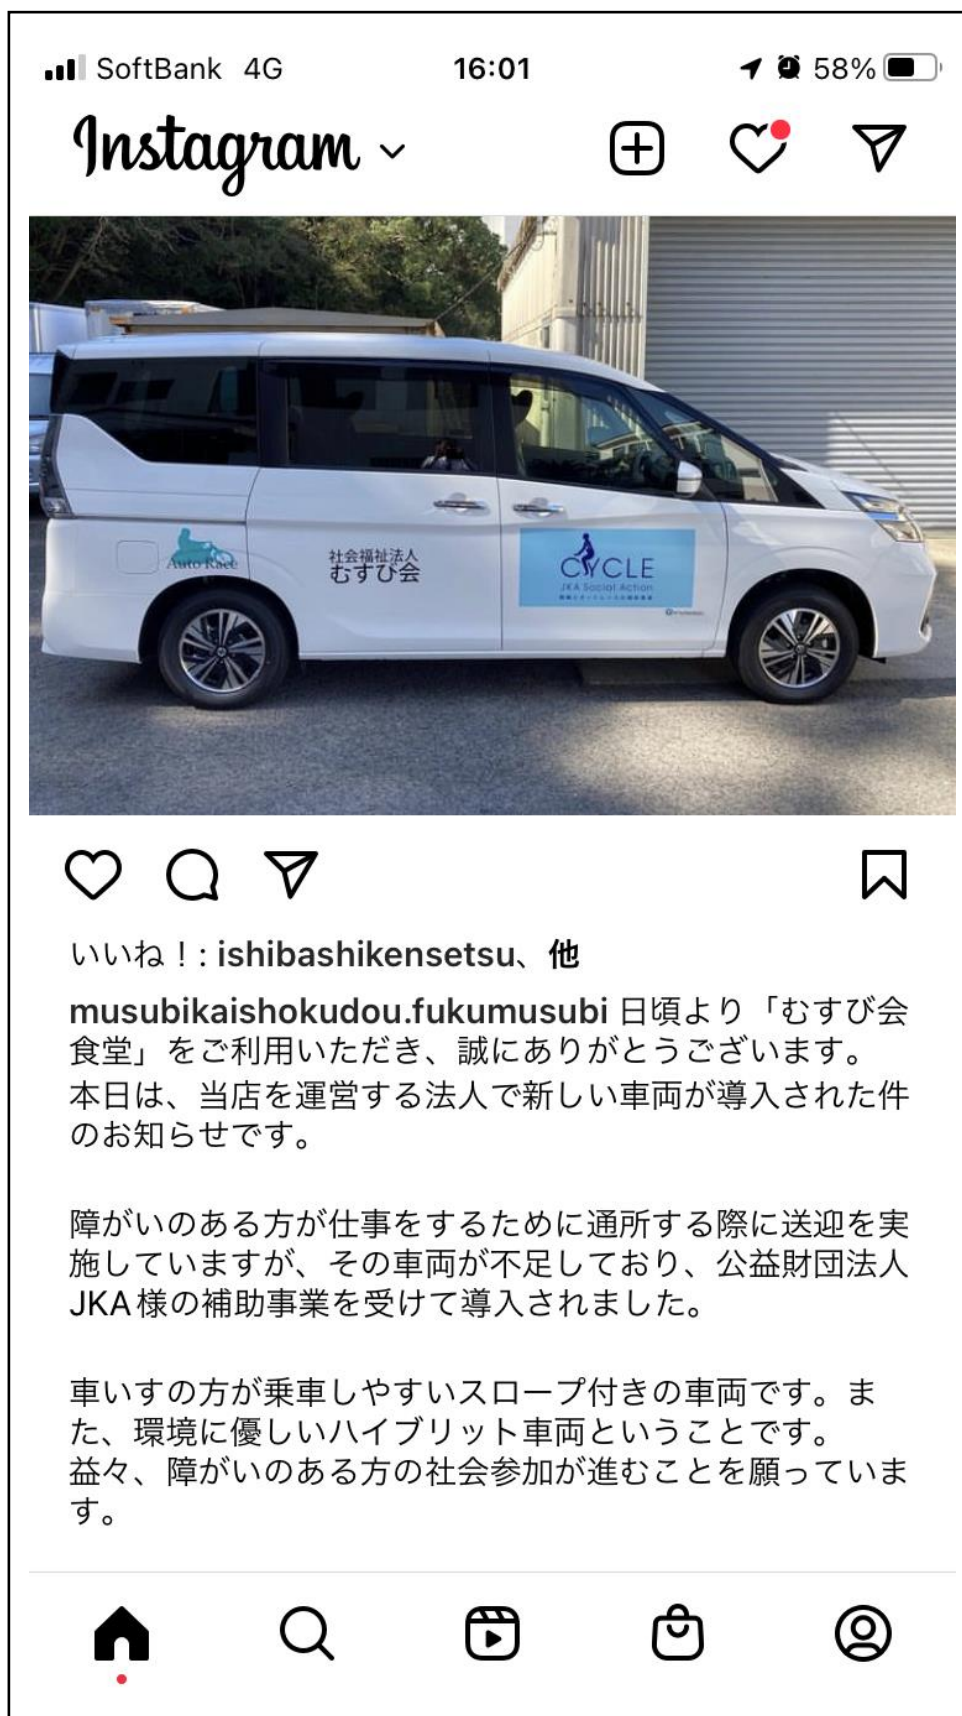 SoftBank 4G 16:01 58%
Instagram
Auto Race
社会福祉法人
むすび会
CYCLE
JKA Social Action
いいね！: ishibashikensetsu、他
musubikaishokudou.fukumusubi 日頃より「むすび会
食堂」をご利用いただき、誠にありがとうございます。
本日は、当店を運営する法人で新しい車両が導入された件
のお知らせです。
障がいのある方が仕事をするために通所する際に送迎を実
施していますが、その車両が不足しており、公益財団法人
JKA様の補助事業を受けて導入されました。
車いすの方が乗車しやすいスロープ付きの車両です。ま
た、環境に優しいハイブリット車両ということです。
益々、障がいのある方の社会参加が進むことを願っていま
す。